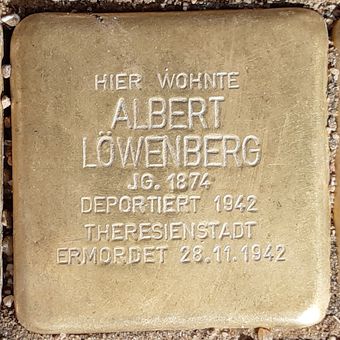 HIER WOHNTE
ALBERT
LÖWENBERG
JG. 1874
DEPORTIERT 1942
THERESIENSTADT
ERMORDET 28.11.1942